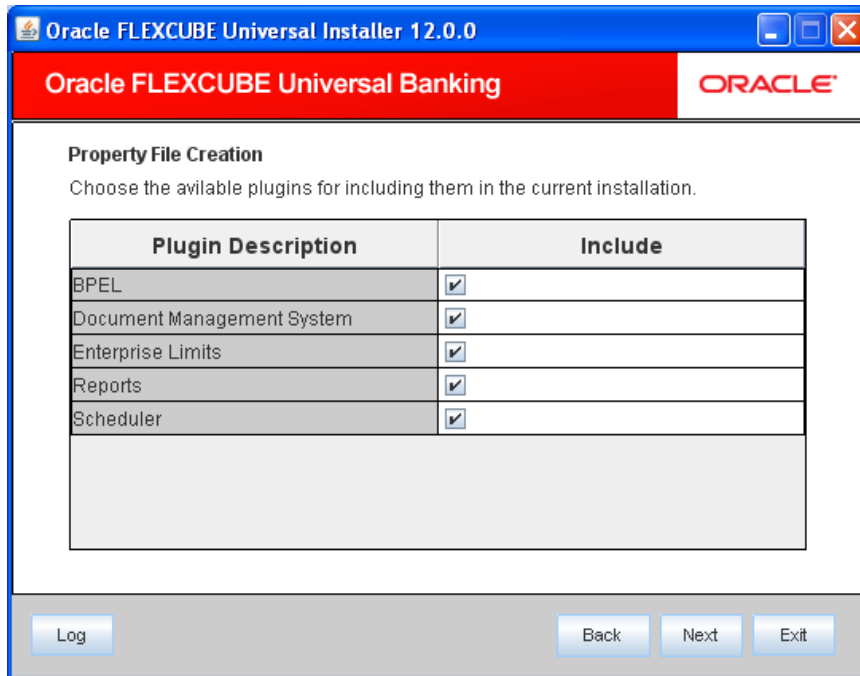 Oracle FLEXCUBE Universal Installer 12.0.0
Oracle FLEXCUBE Universal Banking
ORACLE
Property File Creation
Choose the avilable plugins for including them in the current installation.
Plugin Description Include
BPEL
Document Management System
Enterprise Limits
Reports
Scheduler
Log Back Next Exit